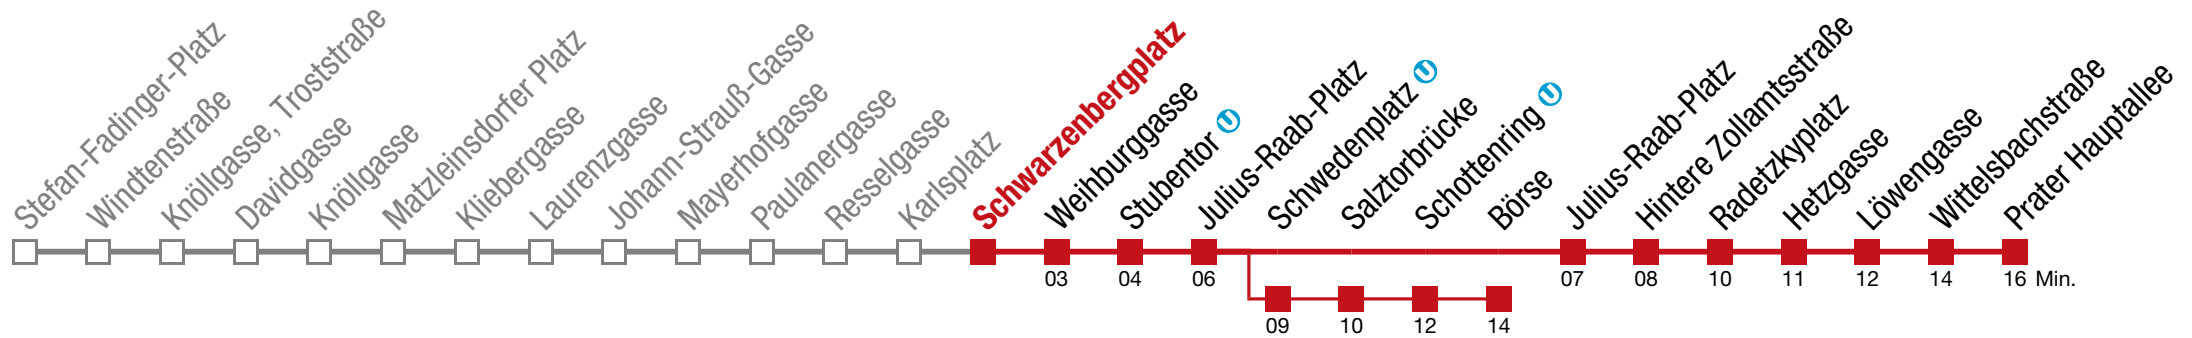 Stefan-Fadinger-Platz
Windtenstraße
Knöllgasse, Troststraße
Davidgasse
Knöllgasse
Matzleinsdorfer Platz
Kliebergasse
Laurenzgasse
Johann-Strauß-Gasse
Mayerhofgasse
Paulanergasse
Resselgasse
Karlsplatz
Schwarzenbergplatz
Weihburggasse
Stubentor U
Julius-Raab-Platz
Schwedenplatz U
Salztorbrücke
Schottenring U
Börse
Julius-Raab-Platz
Hintere Zollamtsstraße
Radetzkyplatz
Hetzgasse
Löwengasse
Wittelsbachstraße
Prater Hauptallee
03 04 06 07 08 10 11 12 14 16 Min.
09 10 12 14